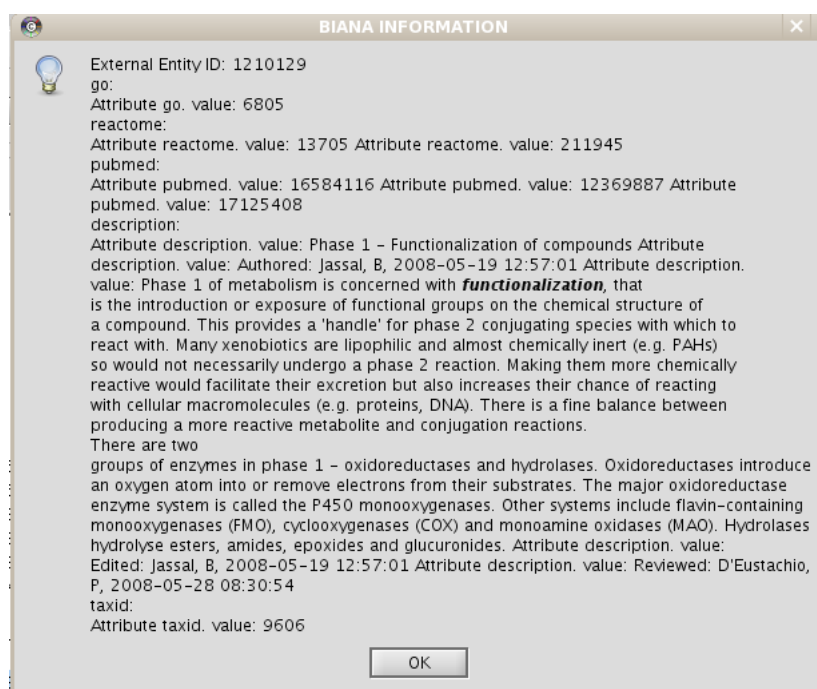 BIANA INFORMATION
External Entity ID: 1210129
go:
Attribute go. value: 6805
reactome:
Attribute reactome. value: 13705 Attribute reactome. value: 211945
pubmed:
Attribute pubmed. value: 16584116 Attribute pubmed. value: 12369887 Attribute
pubmed. value: 17125408
description:
Attribute description. value: Phase 1 – Functionalization of compounds Attribute
description. value: Authored: Jassal, B, 2008–05–19 12:57:01 Attribute description.
value: Phase 1 of metabolism is concerned with functionalization, that
is the introduction or exposure of functional groups on the chemical structure of
a compound. This provides a 'handle' for phase 2 conjugating species with which to
react with. Many xenobiotics are lipophilic and almost chemically inert (e.g. PAHs)
so would not necessarily undergo a phase 2 reaction. Making them more chemically
reactive would facilitate their excretion but also increases their chance of reacting
with cellular macromolecules (e.g. proteins, DNA). There is a fine balance between
producing a more reactive metabolite and conjugation reactions.
There are two
groups of enzymes in phase 1 – oxidoreductases and hydrolases. Oxidoreductases introduce
an oxygen atom into or remove electrons from their substrates. The major oxidoreductase
enzyme system is called the P450 monooxygenases. Other systems include flavin–containing
monooxygenases (FMO), cyclooxygenases (COX) and monoamine oxidases (MAO). Hydrolases
hydrolyse esters, amides, epoxides and glucuronides. Attribute description. value:
Edited: Jassal, B, 2008–05–19 12:57:01 Attribute description. value: Reviewed: D'Eustachio,
P, 2008–05–28 08:30:54
taxid:
Attribute taxid. value: 9606
OK